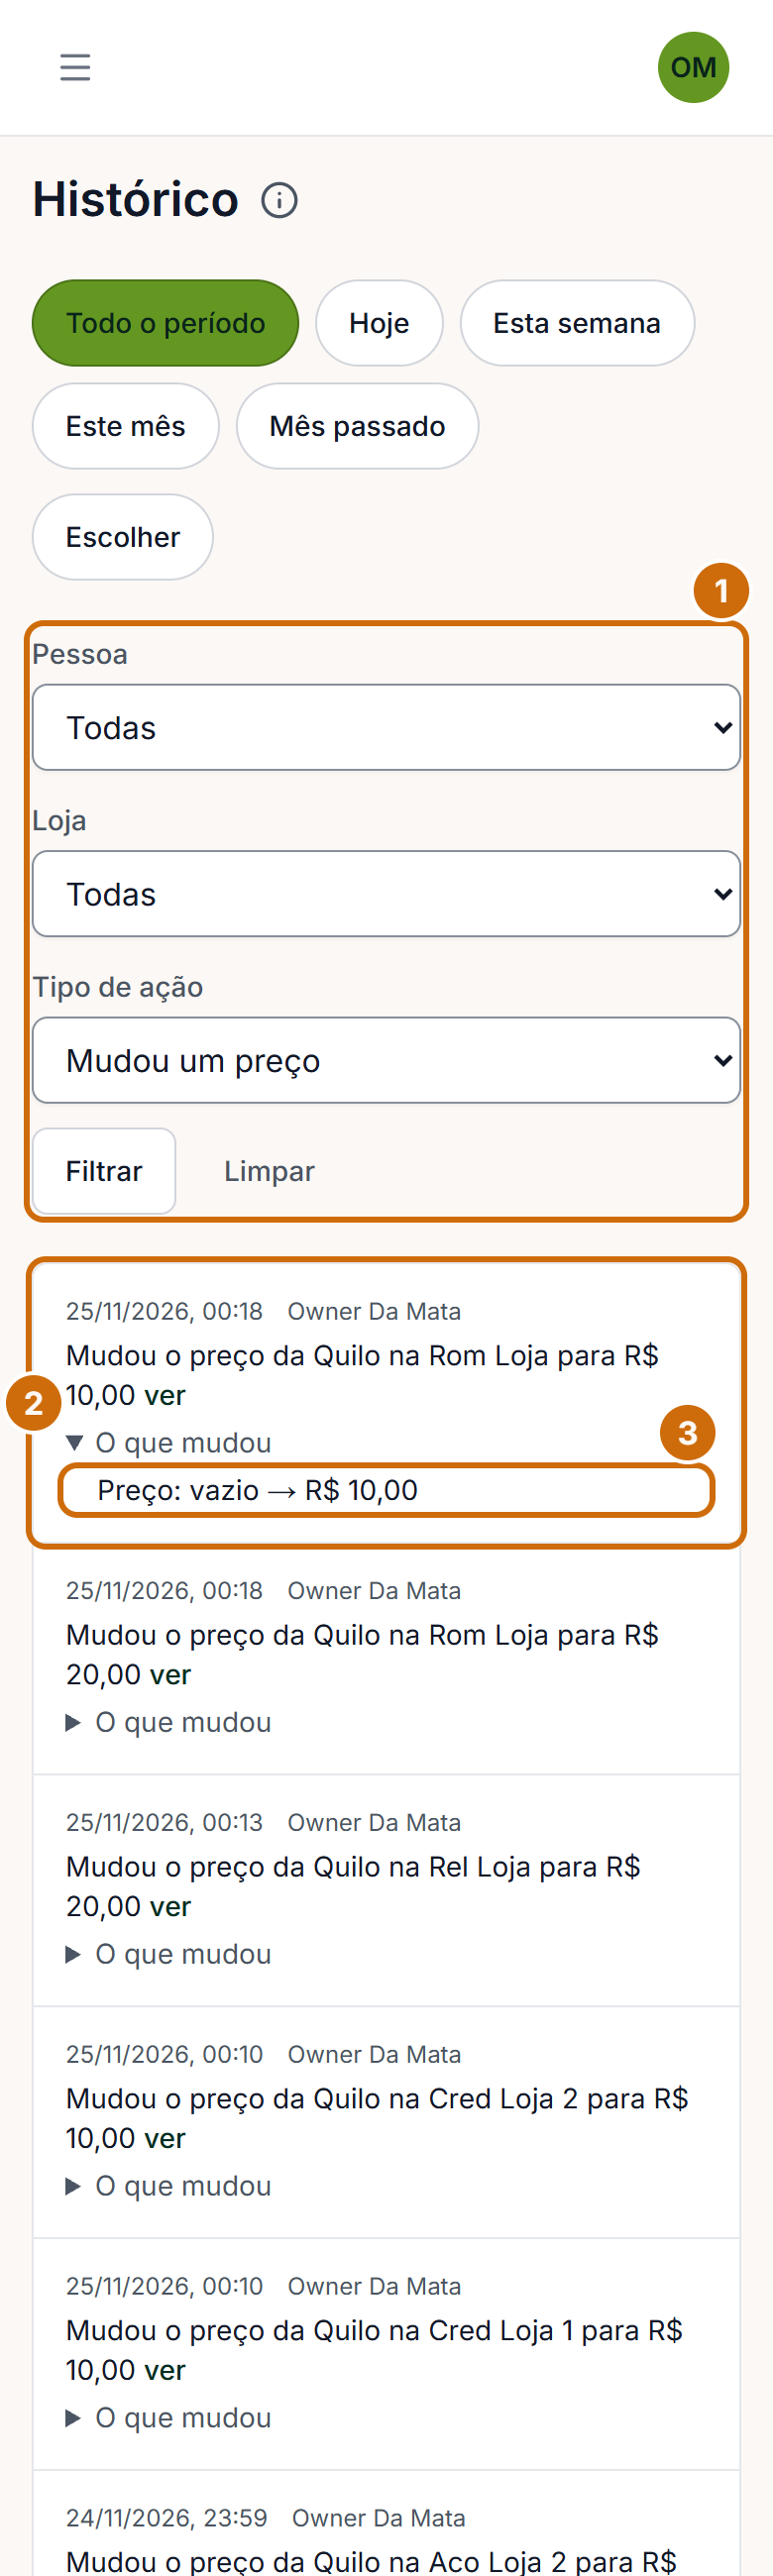 OM
Histórico
Todo o período
Hoje
Esta semana
Este mês
Mês passado
Escolher
1
Pessoa
Todas
Loja
Todas
Tipo de ação
Mudou um preço
Filtrar
Limpar
25/11/2026, 00:18 Owner Da Mata
Mudou o preço da Quilo na Rom Loja para R$
2
10,00 ver
O que mudou
3
Preço: vazio → R$ 10,00
25/11/2026, 00:18 Owner Da Mata
Mudou o preço da Quilo na Rom Loja para R$
20,00 ver
O que mudou
25/11/2026, 00:13 Owner Da Mata
Mudou o preço da Quilo na Rel Loja para R$
20,00 ver
O que mudou
25/11/2026, 00:10 Owner Da Mata
Mudou o preço da Quilo na Cred Loja 2 para R$
10,00 ver
O que mudou
25/11/2026, 00:10 Owner Da Mata
Mudou o preço da Quilo na Cred Loja 1 para R$
10,00 ver
O que mudou
24/11/2026, 23:59 Owner Da Mata
Mudou o preço da Quilo na Aco Loja 2 para R$